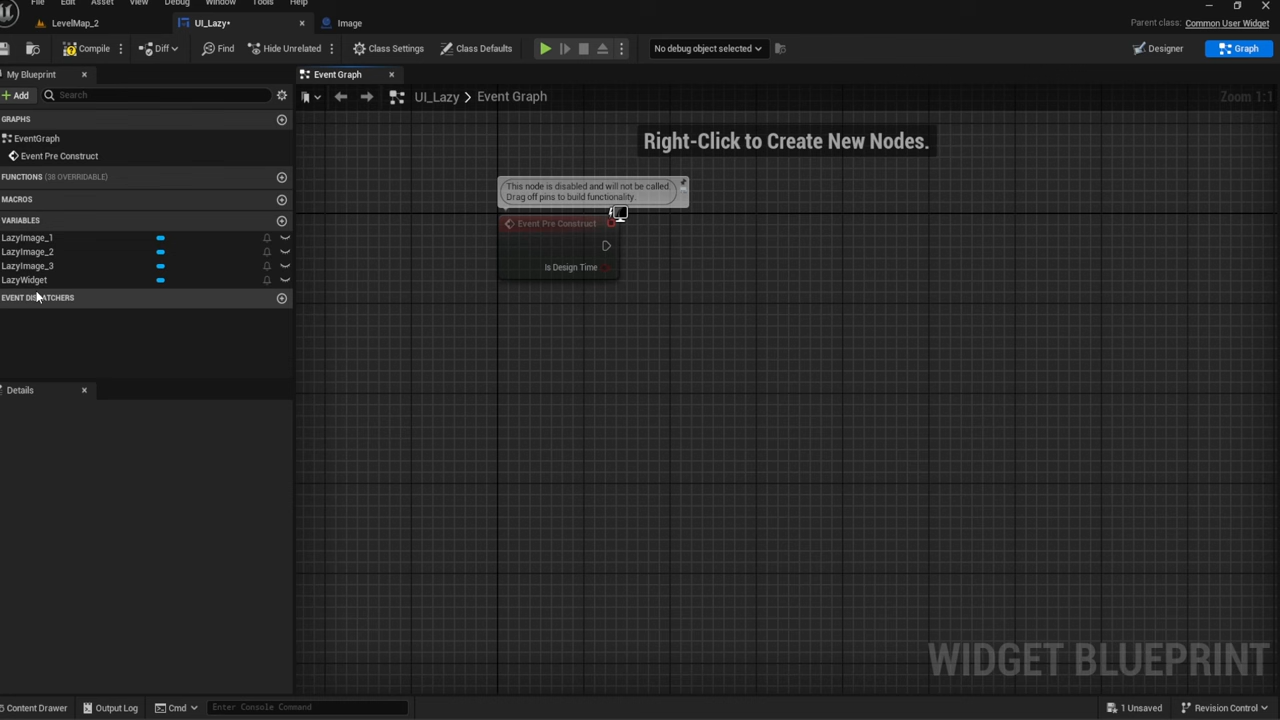 File Edit Asset View Debug Window Tools Help
LevelMap_2 UI_Lazy* Image Parent class: Common User Widget
Compile Diff Find Hide Unrelated Class Settings Class Defaults No debug object selected Designer Graph
My Blueprint Event Graph
Add Search UI_Lazy > Event Graph Zoom 1:1
GRAPHS
EventGraph
Event Pre Construct
FUNCTIONS (38 OVERRIDABLE)
MACROS
VARIABLES
LazyImage_1
LazyImage_2
LazyImage_3
LazyWidget
EVENT DISPATCHERS
Details
Right-Click to Create New Nodes.
This node is disabled and will not be called.
Drag off pins to build functionality.
Event Pre Construct
Is Design Time
WIDGET BLUEPRINT
Content Drawer Output Log Cmd Enter Console Command 1 Unsaved Revision Control